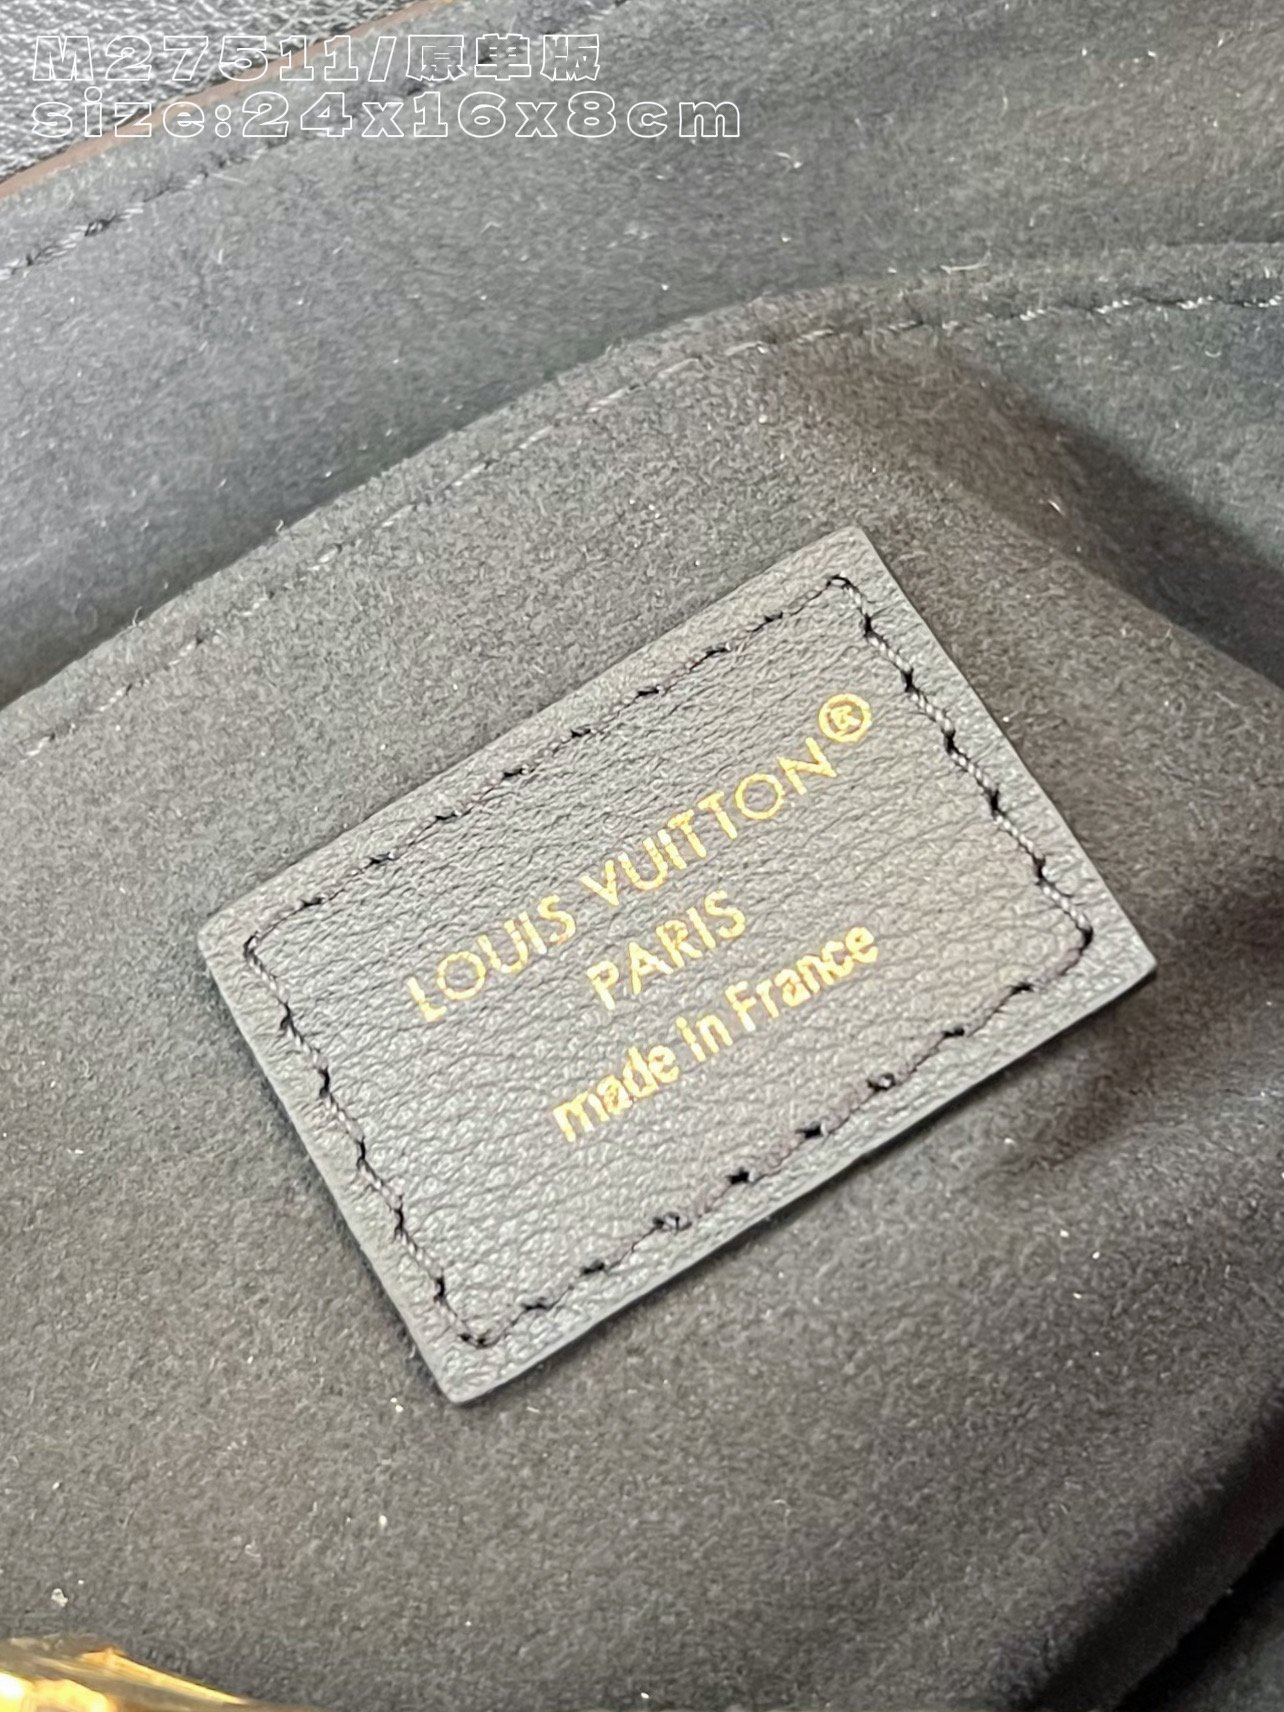 M27511/原单版
size:24x16x8cm
LOUIS VUITTON®
PARIS
made in France